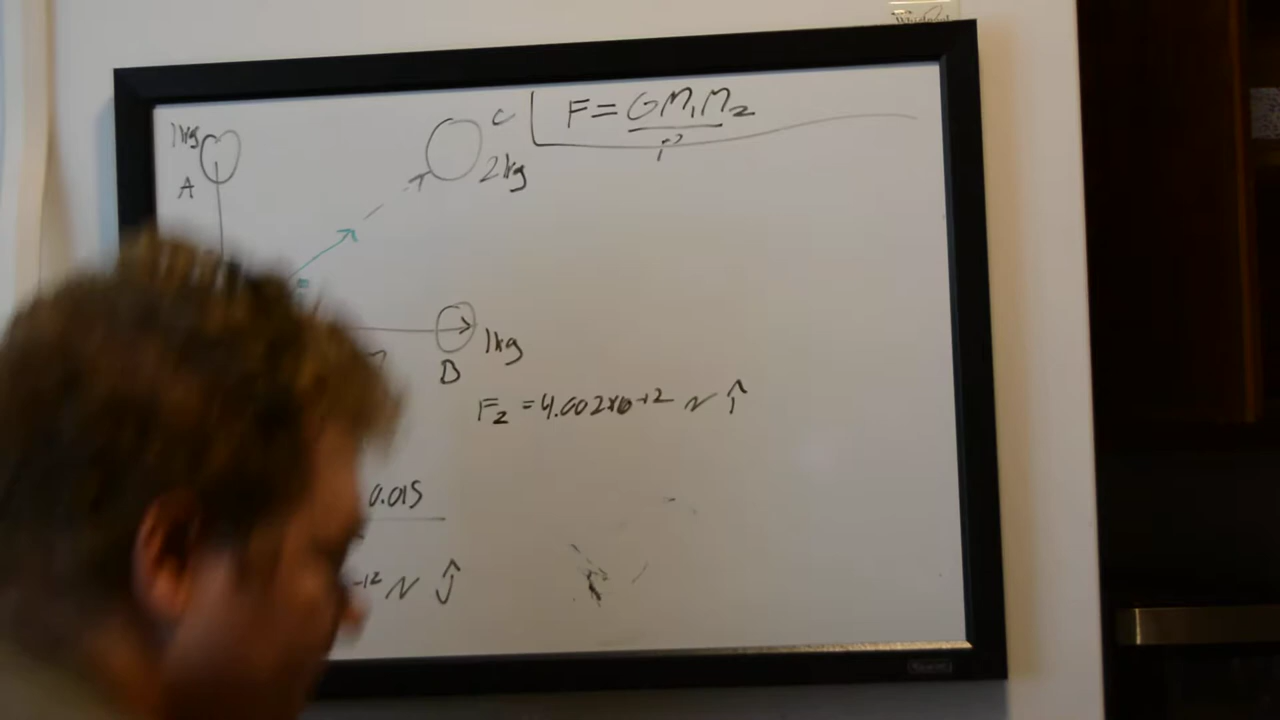 1kg
A
C
2kg
F = GM₁M₂
r²
1kg
B
F₂ = 4.002x10⁻¹² N î
0.015
⁻¹² N ĵ